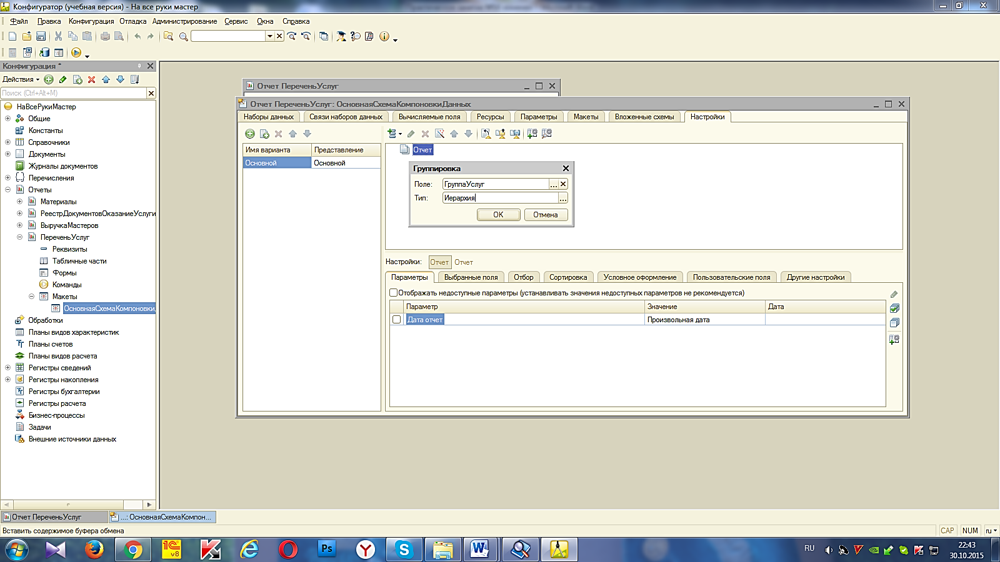 Конфигуратор (учебная версия) - На все руки мастер
Файл Правка Конфигурация Отладка Администрирование Сервис Окна Справка
Конфигурация *
Действия
Поиск (Ctrl+Alt+M)
НаВсеРукиМастер
Общие
Константы
Справочники
Документы
Журналы документов
Перечисления
Отчеты
Материалы
РеестрДокументовОказаниеУслуги
ВыручкаМастеров
ПереченьУслуг
Реквизиты
Табличные части
Формы
Команды
Макеты
ОсновнаяСхемаКомпоновки
Обработки
Планы видов характеристик
Планы счетов
Планы видов расчета
Регистры сведений
Регистры накопления
Регистры бухгалтерии
Регистры расчета
Бизнес-процессы
Задачи
Внешние источники данных
Отчет ПереченьУслуг
Отчет ПереченьУслуг: ОсновнаяСхемаКомпоновкиДанных
Наборы данных Связи наборов данных Вычисляемые поля Ресурсы Параметры Макеты Вложенные схемы Настройки
Имя варианта Представление
Основной Основной
Отчет
Группировка
Поле: ГруппаУслуг ...
Тип: Иерархия ...
OK Отмена
Настройки: Отчет Отчет
Параметры Выбранные поля Отбор Сортировка Условное оформление Пользовательские поля Другие настройки
Отображать недоступные параметры (устанавливать значения недоступных параметров не рекомендуется)
Параметр Значение Дата
Дата отчет Произвольная дата
Отчет ПереченьУслуг ...: ОсновнаяСхемаКомпон...
Вставить содержимое буфера обмена CAP NUM ru
1C v8 Ps RU 22:43
30.10.2015